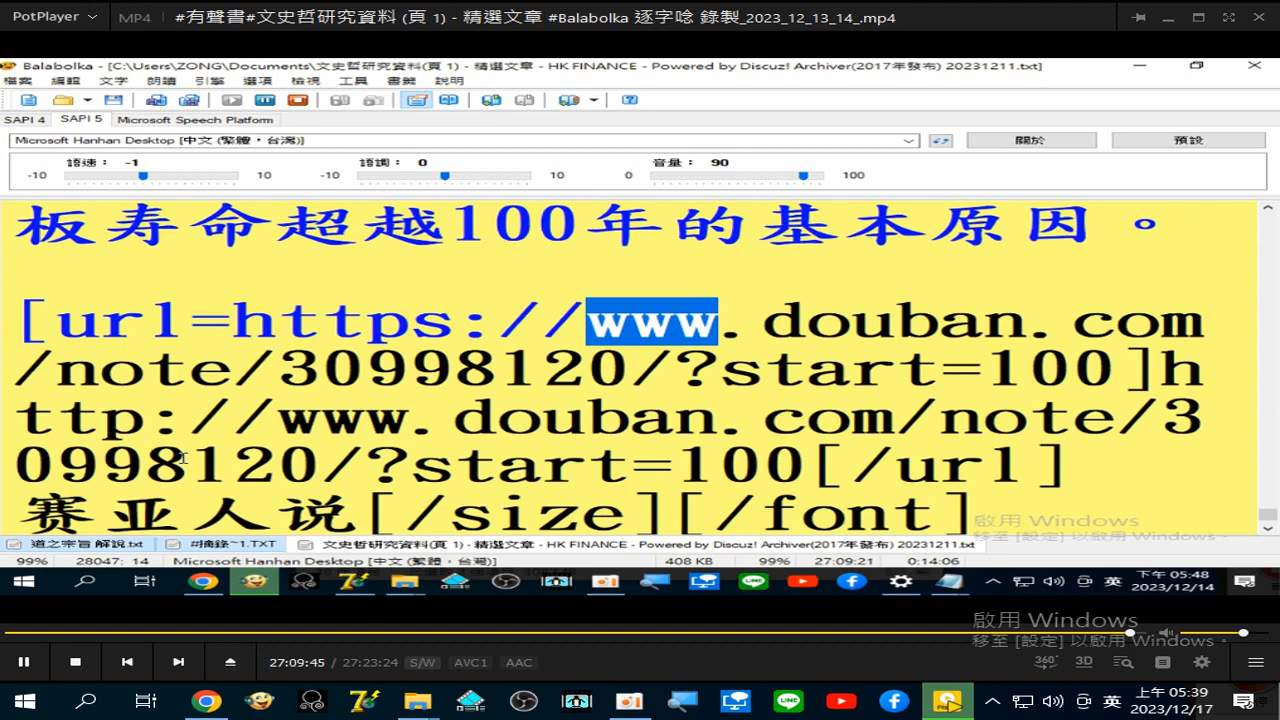 PotPlayer MP4 #有聲書#文史哲研究資料 (頁 1) - 精選文章 #Balabolka 逐字唸 錄製_2023_12_13_14_.mp4
Balabolka - [C:\Users\ZONG\Documents\文史哲研究資料(頁 1) - 精選文章 - HK FINANCE - Powered by Discuz! Archiver(2017年發布) 20231211.txt]
檔案 編輯 文字 朗讀 引擎 選項 檢視 工具 書籤 說明
SAPI 4 SAPI 5 Microsoft Speech Platform
Microsoft Hanhan Desktop [中文 (繁體，台灣)] 關於 預設
語速： -1 語調： 0 音量： 90
-10 10 -10 10 0 100
板寿命超越100年的基本原因。
[url=https://www.douban.com
/note/30998120/?start=100]h
ttp://www.douban.com/note/3
0998120/?start=100[/url]
赛亚人说[/size][/font]
啟用 Windows
移至 [設定] 以啟用 Windows。
道之宗旨 解說.txt #摘錄~1.TXT 文史哲研究資料(頁 1) - 精選文章 - HK FINANCE - Powered by Discuz! Archiver(2017年發布) 20231211.txt
99% 28047: 14 Microsoft Hanhan Desktop [中文 (繁體，台灣)] 408 KB 99% 27:09:21 0:14:06
英 下午 05:48
2023/12/14
啟用 Windows
移至 [設定] 以啟用 Windows。
27:09:45 / 27:23:24 S/W AVC1 AAC 360° 3D
英 上午 05:39
2023/12/17